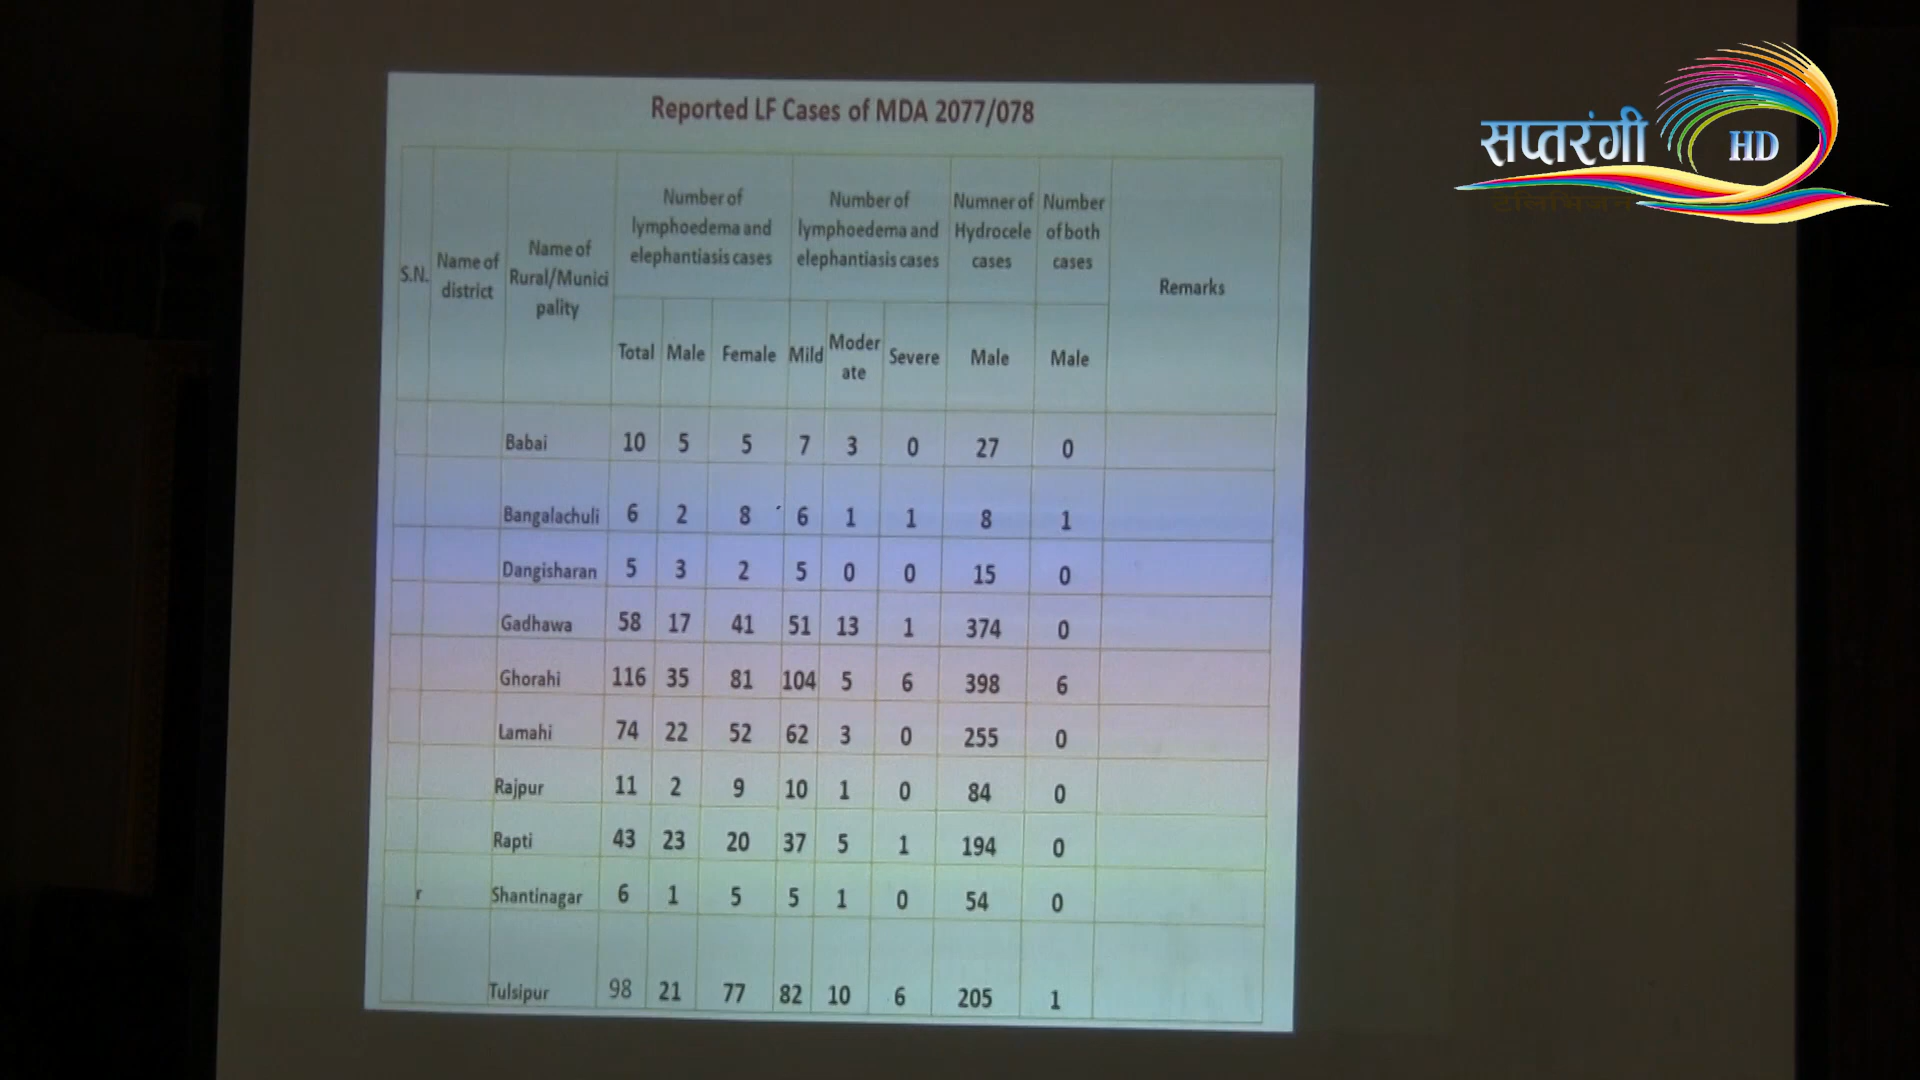 Reported LF Cases of MDA 2077/078
सप्तरंगी HD
S.N. Name of district Name of Rural/Munici pality Number of lymphoedema and elephantiasis cases Number of lymphoedema and elephantiasis cases Numner of Hydrocele cases Number of both cases Remarks
Total Male Female Mild Moder ate Severe Male Male
Babai 10 5 5 7 3 0 27 0
Bangalachuli 6 2 8 6 1 1 8 1
Dangisharan 5 3 2 5 0 0 15 0
Gadhawa 58 17 41 51 13 1 374 0
Ghorahi 116 35 81 104 5 6 398 6
Lamahi 74 22 52 62 3 0 255 0
Rajpur 11 2 9 10 1 0 84 0
Rapti 43 23 20 37 5 1 194 0
r Shantinagar 6 1 5 5 1 0 54 0
Tulsipur 98 21 77 82 10 6 205 1